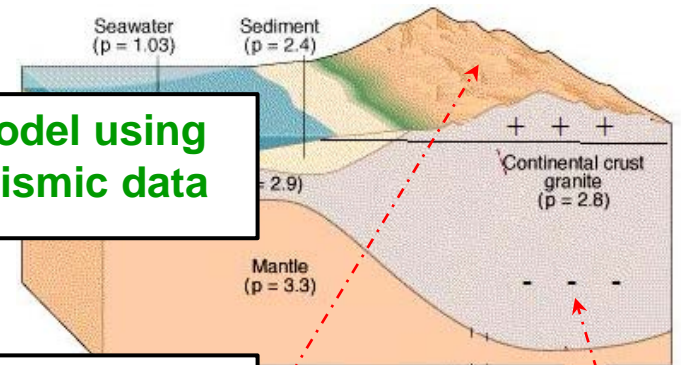 Seawater
(p = 1.03)
Sediment
(p = 2.4)
odel using
ismic data
+ + +
Continental crust
granite
(p = 2.8)
2.9)
Mantle
(p = 3.3)
- - -